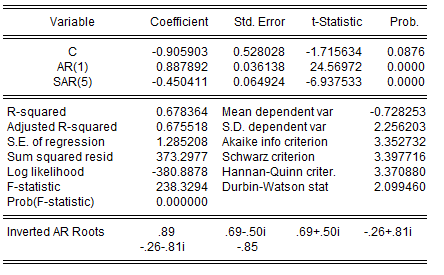 Variable Coefficient Std. Error t-Statistic Prob.
C -0.905903 0.528028 -1.715634 0.0876
AR(1) 0.887892 0.036138 24.56972 0.0000
SAR(5) -0.450411 0.064924 -6.937533 0.0000
R-squared 0.678364 Mean dependent var -0.728253
Adjusted R-squared 0.675518 S.D. dependent var 2.256203
S.E. of regression 1.285208 Akaike info criterion 3.352732
Sum squared resid 373.2977 Schwarz criterion 3.397716
Log likelihood -380.8878 Hannan-Quinn criter. 3.370880
F-statistic 238.3294 Durbin-Watson stat 2.099460
Prob(F-statistic) 0.000000
Inverted AR Roots .89 .69-.50i .69+.50i -.26+.81i
-.26-.81i -.85